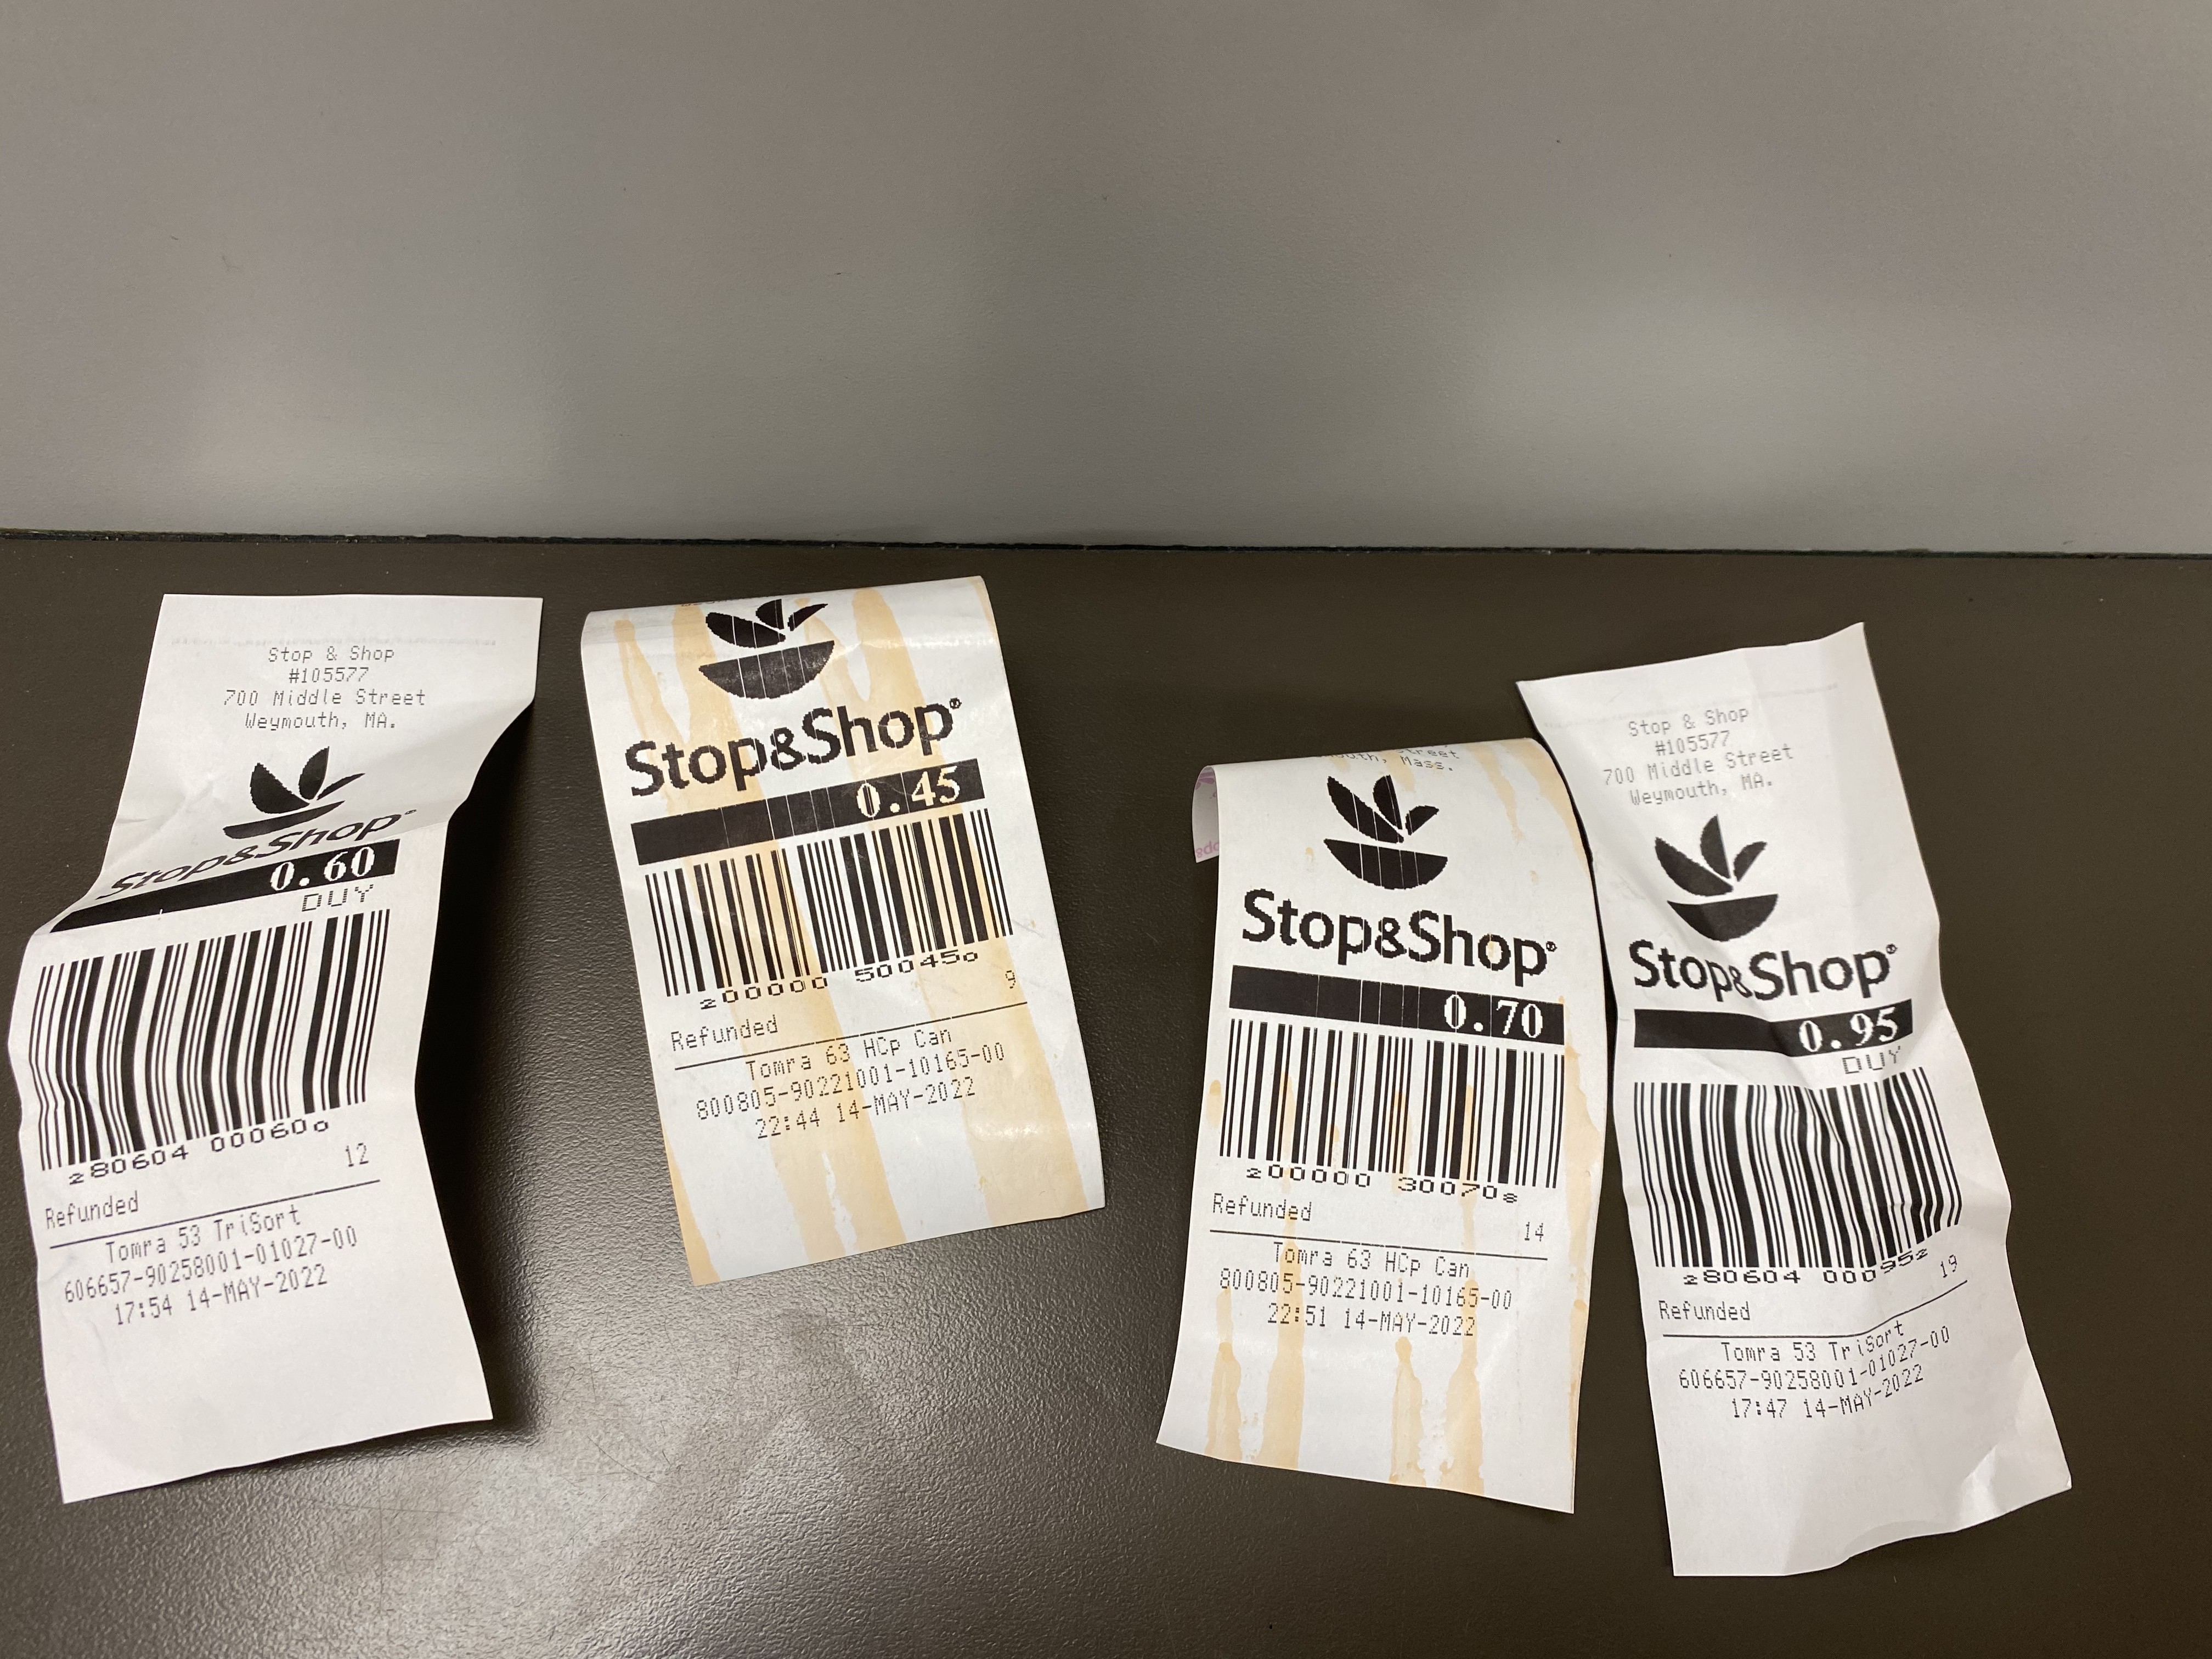 Stop & Shop
#105577
700 Middle Street
Weymouth, MA.
Stop&Shop®
0.60
DUY
280604 000600
12
Refunded
Tomra 53 TriSort
606657-90258001-01027-00
17:54 14-MAY-2022
Stop&Shop®
0.45
200000 500450
9
Refunded
Tomra 63 HCp Can
800805-90221001-10165-00
22:44 14-MAY-2022
Mass.
Stop&Shop®
0.70
200000 300708
Refunded
14
Tomra 63 HCp Can
800805-90221001-10165-00
22:51 14-MAY-2022
Stop & Shop
#105577
700 Middle Street
Weymouth, MA.
Stop&Shop®
0.95
DUY
280604 000952
19
Refunded
Tomra 53 TriSort
606657-90258001-01027-00
17:47 14-MAY-2022